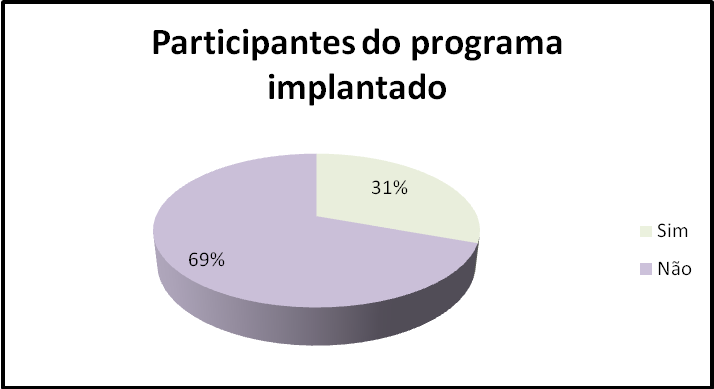 Participantes do programa
implantado
31%
69%
Sim
Não